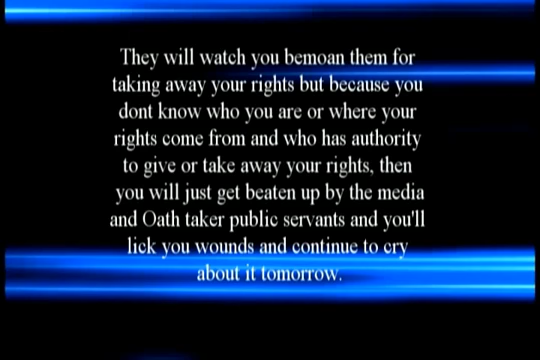 They will watch you bemoan them for
taking away your rights but because you
dont know who you are or where your
rights come from and who has authority
to give or take away your rights, then
you will just get beaten up by the media
and Oath taker public servants and you'll
lick you wounds and continue to cry
about it tomorrow.